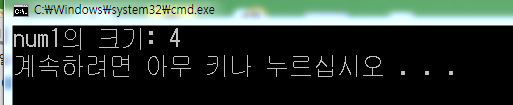 C:₩Windows₩system32₩cmd.exe
num1의 크기: 4
계속하려면 아무 키나 누르십시오 . . .